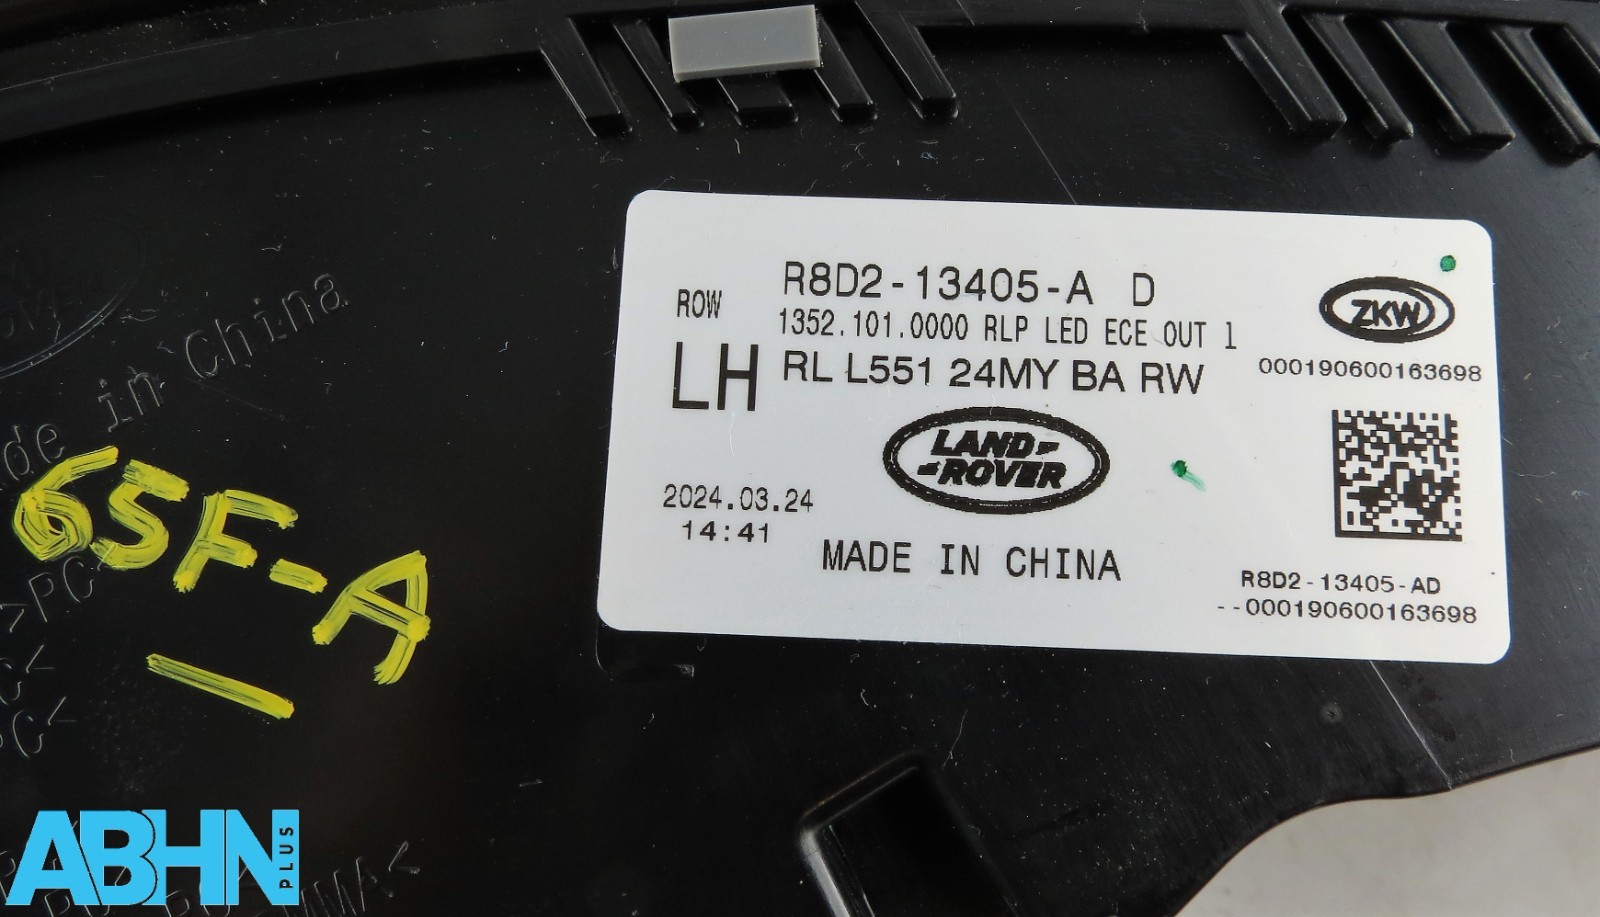 R8D2-13405-A D
ROW
1352.101.0000 RLP LED ECE OUT 1
LH
RL L551 24MY BA RW
ZKW
000190600163698
LAND
ROVER
2024.03.24
14:41
MADE IN CHINA
R8D2-13405-AD
--000190600163698
in China
65F-A
>PC
C<
C<
MMA<
ABHN
PLUS